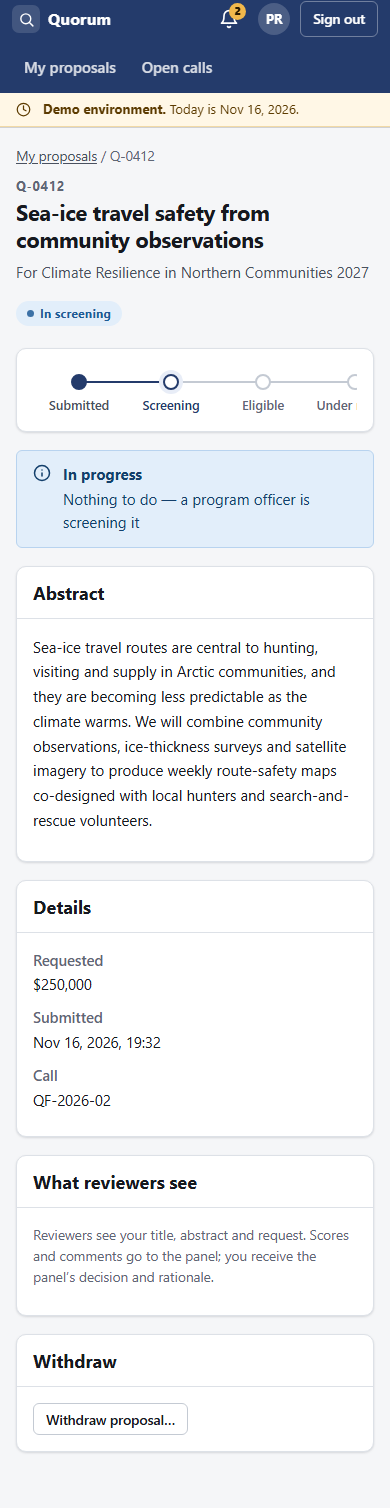 Quorum
2
PR
Sign out
My proposals
Open calls
Demo environment. Today is Nov 16, 2026.
My proposals / Q-0412
Q-0412
Sea-ice travel safety from
community observations
For Climate Resilience in Northern Communities 2027
In screening
Submitted
Screening
Eligible
Under
In progress
Nothing to do — a program officer is
screening it
Abstract
Sea-ice travel routes are central to hunting,
visiting and supply in Arctic communities, and
they are becoming less predictable as the
climate warms. We will combine community
observations, ice-thickness surveys and satellite
imagery to produce weekly route-safety maps
co-designed with local hunters and search-and-
rescue volunteers.
Details
Requested
$250,000
Submitted
Nov 16, 2026, 19:32
Call
QF-2026-02
What reviewers see
Reviewers see your title, abstract and request. Scores
and comments go to the panel; you receive the
panel's decision and rationale.
Withdraw
Withdraw proposal...